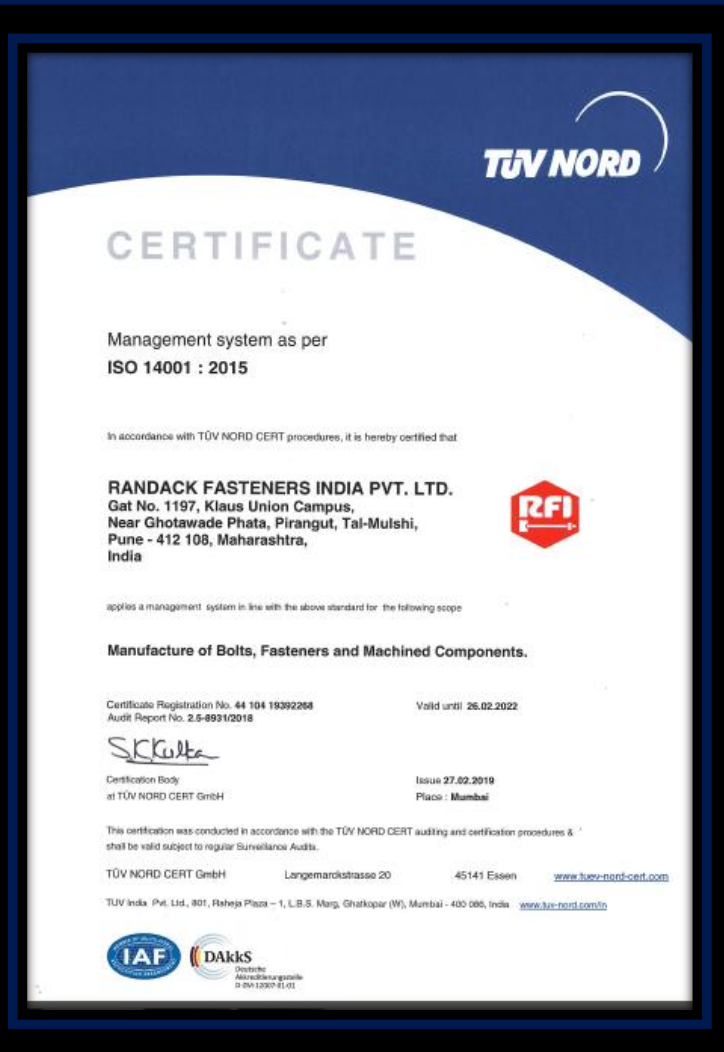 TÜV NORD
CERTIFICATE
Management system as per
ISO 14001 : 2015
In accordance with TÜV NORD CERT procedures, it is hereby certified that
RANDACK FASTENERS INDIA PVT. LTD.
Gat No. 1197, Klaus Union Campus,
Near Ghotawade Phata, Pirangut, Tal-Mulshi,
Pune - 412 108, Maharashtra,
India
RFI
applies a management system in line with the above standard for the following scope
Manufacture of Bolts, Fasteners and Machined Components.
Certificate Registration No. 44 104 19392268 Valid until 26.02.2022
Audit Report No. 2.5-8931/2018
Certification Body Issue 27.02.2019
at TÜV NORD CERT GmbH Place : Mumbai
This certification was conducted in accordance with the TÜV NORD CERT auditing and certification procedures &
shall be valid subject to regular Surveillance Audits.
TÜV NORD CERT GmbH Langemarckstrasse 20 45141 Essen www.tuev-nord-cert.com
TUV India Pvt. Ltd., 801, Raheja Plaza – 1, L.B.S. Marg, Ghatkopar (W), Mumbai - 400 086, India www.tuv-nord.com/in
IAF
DAkkS
Deutsche
Akkreditierungsstelle
D-ZM-12007-01-01